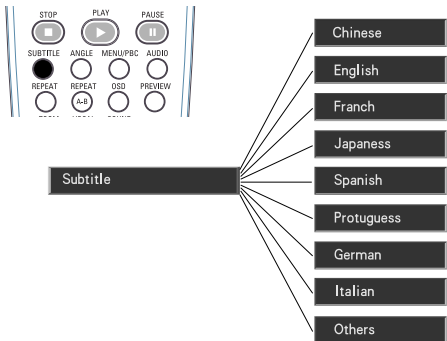 STOP PLAY PAUSE
SUBTITLE ANGLE MENU/PBC AUDIO
REPEAT REPEAT OSD PREVIEW
A-B
Subtitle
Chinese
English
Franch
Japaness
Spanish
Protuguess
German
Italian
Others